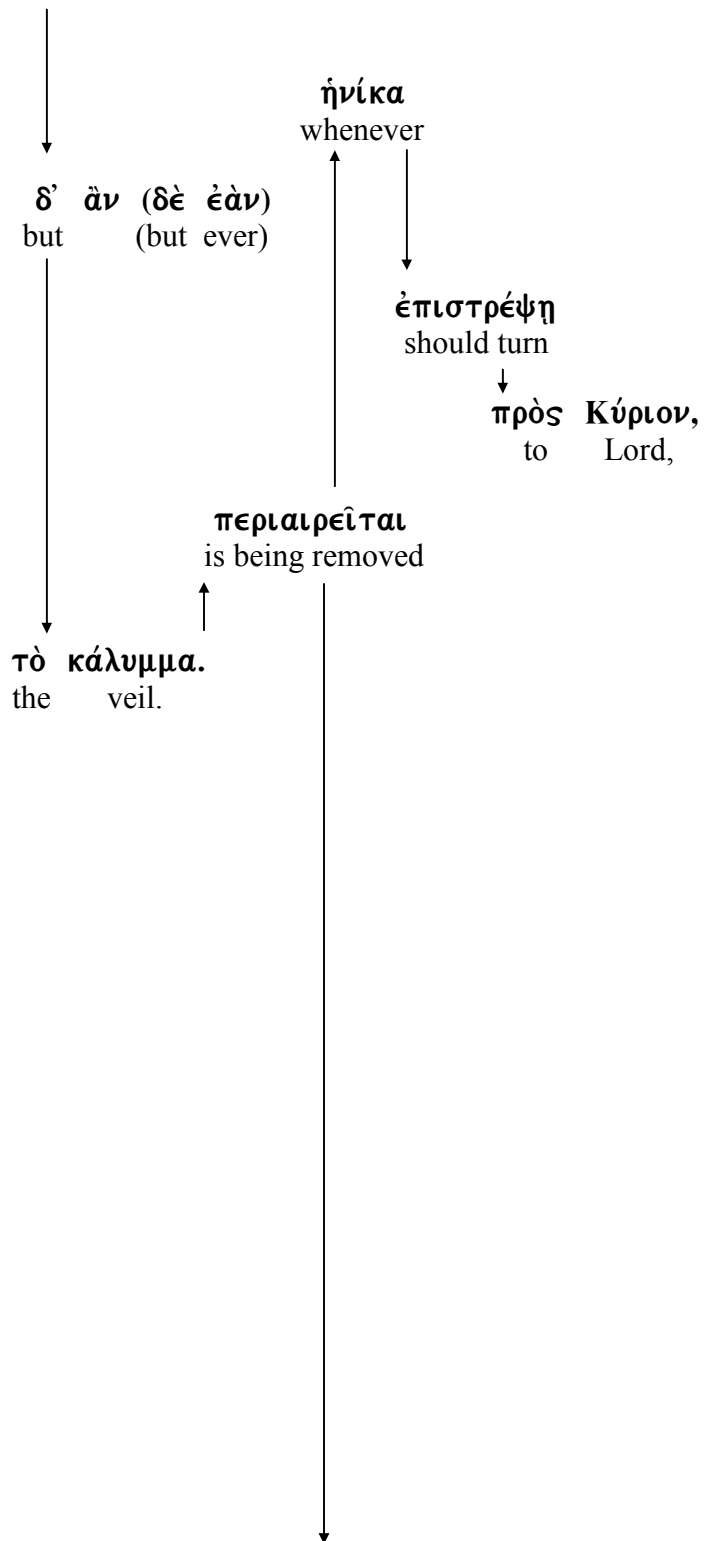 ἡνίκα
whenever
δ’ ἂν (δὲ ἐὰν)
but (but ever)
ἐπιστρέψῃ
should turn
πρὸς Κύριον,
to Lord,
περιαιρεῖται
is being removed
τὸ κάλυμμα.
the veil.